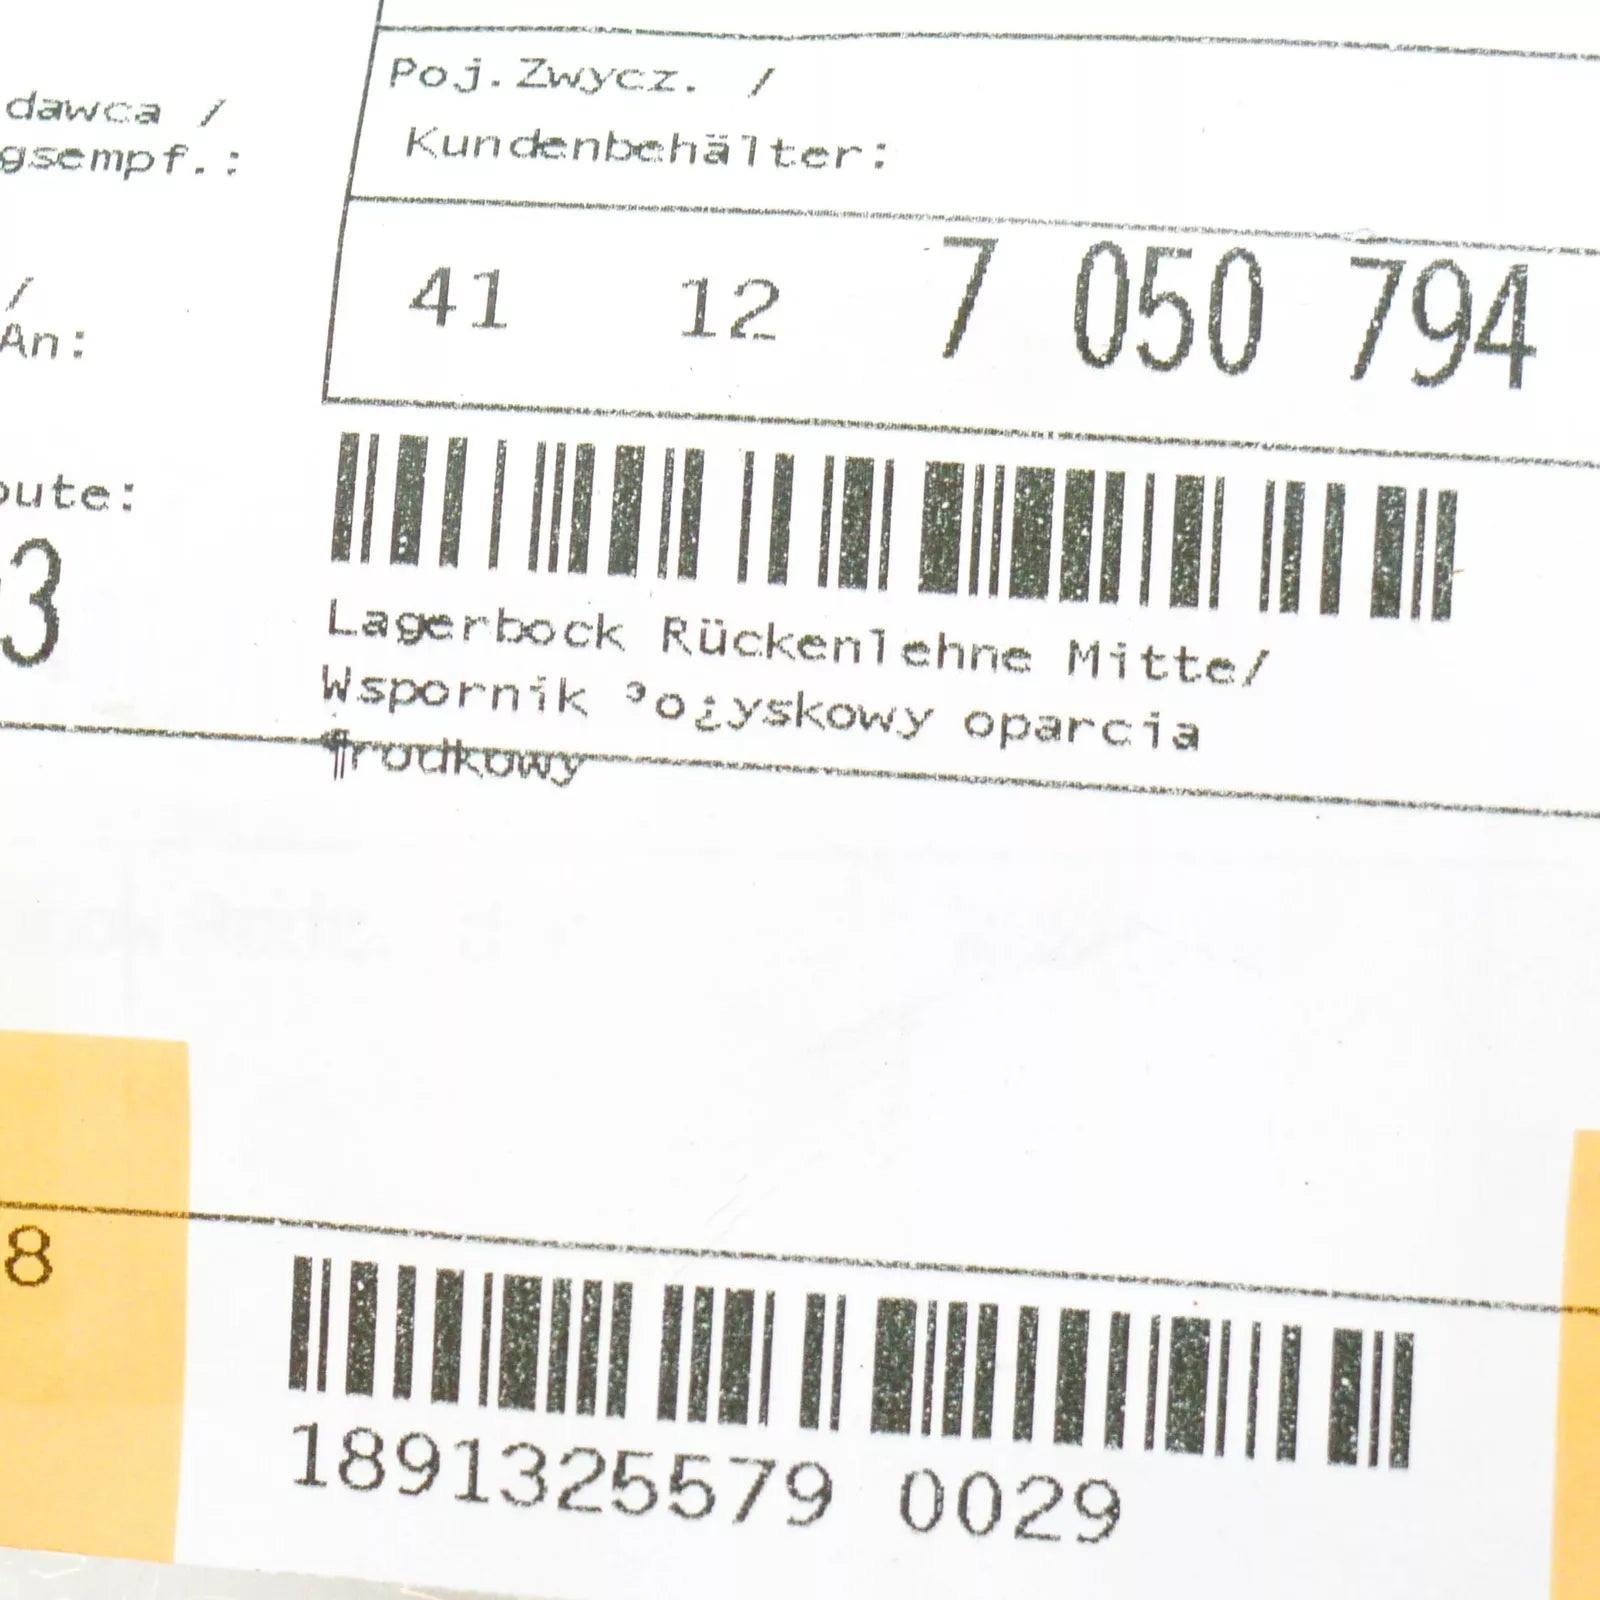 Poj.Zwycz. /
Kundenbehälter:
dawca /
gsempf.:
41 12 7 050 794
/
An:
oute:
3
Lagerbock Rückenlehne Mitte/
Wspornik ³o¿yskowy oparcia
¶rodkowy
8
1891325579 0029